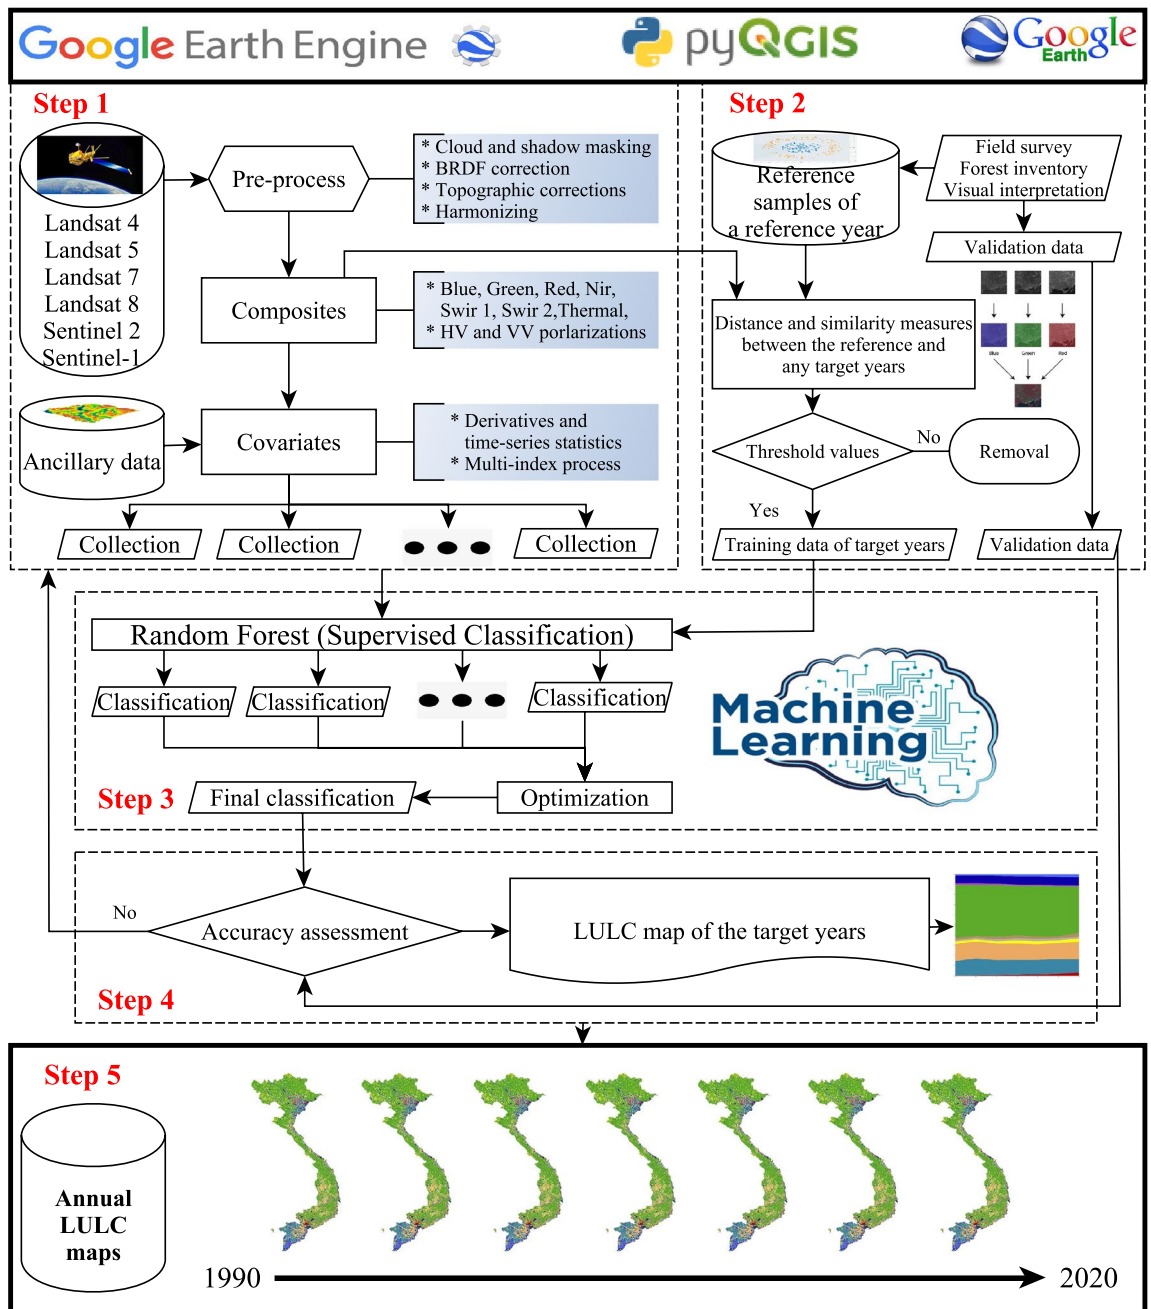 Google Earth Engine
pyQGIS
Google
Earth
Step 1
Landsat 4
Landsat 5
Landsat 7
Landsat 8
Sentinel 2
Sentinel-1
Pre-process
* Cloud and shadow masking
* BRDF correction
* Topographic corrections
* Harmonizing
Composites
* Blue, Green, Red, Nir,
Swir 1, Swir 2,Thermal,
* HV and VV porlarizations
Ancillary data
Covariates
* Derivatives and
time-series statistics
* Multi-index process
Collection
Collection
Collection
Step 2
Reference
samples of
a reference year
Field survey
Forest inventory
Visual interpretation
Validation data
Blue
Green
Red
Distance and similarity measures
between the reference and
any target years
Threshold values
No
Removal
Yes
Training data of target years
Validation data
Random Forest (Supervised Classification)
Classification
Classification
Classification
Machine
Learning
Step 3
Final classification
Optimization
No
Accuracy assessment
LULC map of the target years
Step 4
Step 5
Annual
LULC
maps
1990
2020